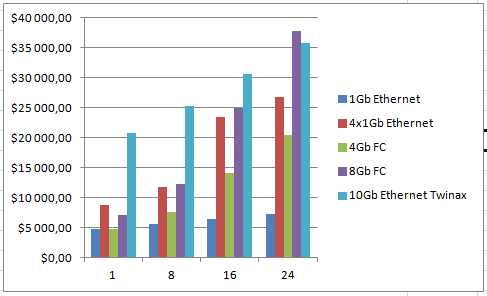 $40 000,00
$35 000,00
$30 000,00
$25 000,00
$20 000,00
$15 000,00
$10 000,00
$5 000,00
$0,00
1 8 16 24
1Gb Ethernet
4x1Gb Ethernet
4Gb FC
8Gb FC
10Gb Ethernet Twinax